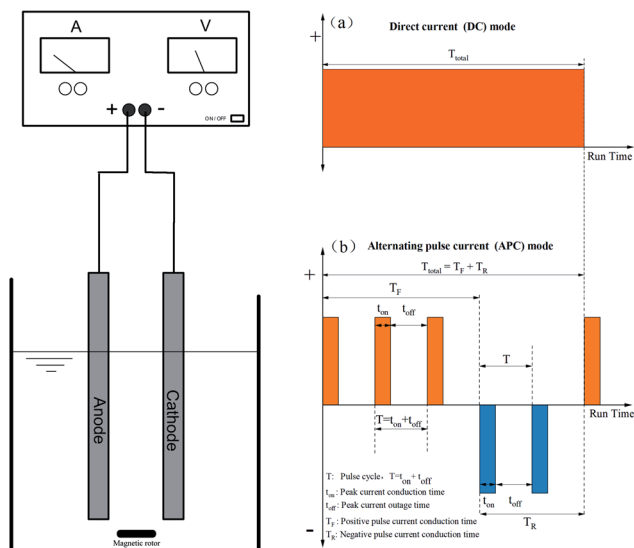 A
V
+
-
ON / OFF
Anode
Cathode
Magnetic rotor
(a)
Direct current (DC) mode
+
T_total
Run Time
(b)
Alternating pulse current (APC) mode
+
T_total = T_F + T_R
T_F
t_on
t_off
T
Run Time
T=t_on+t_off
T: Pulse cycle, T=t_on + t_off
t_on: Peak current conduction time
t_off: Peak current outage time
T_F: Positive pulse current conduction time
T_R: Negative pulse current conduction time
t_on
t_off
T_R
-